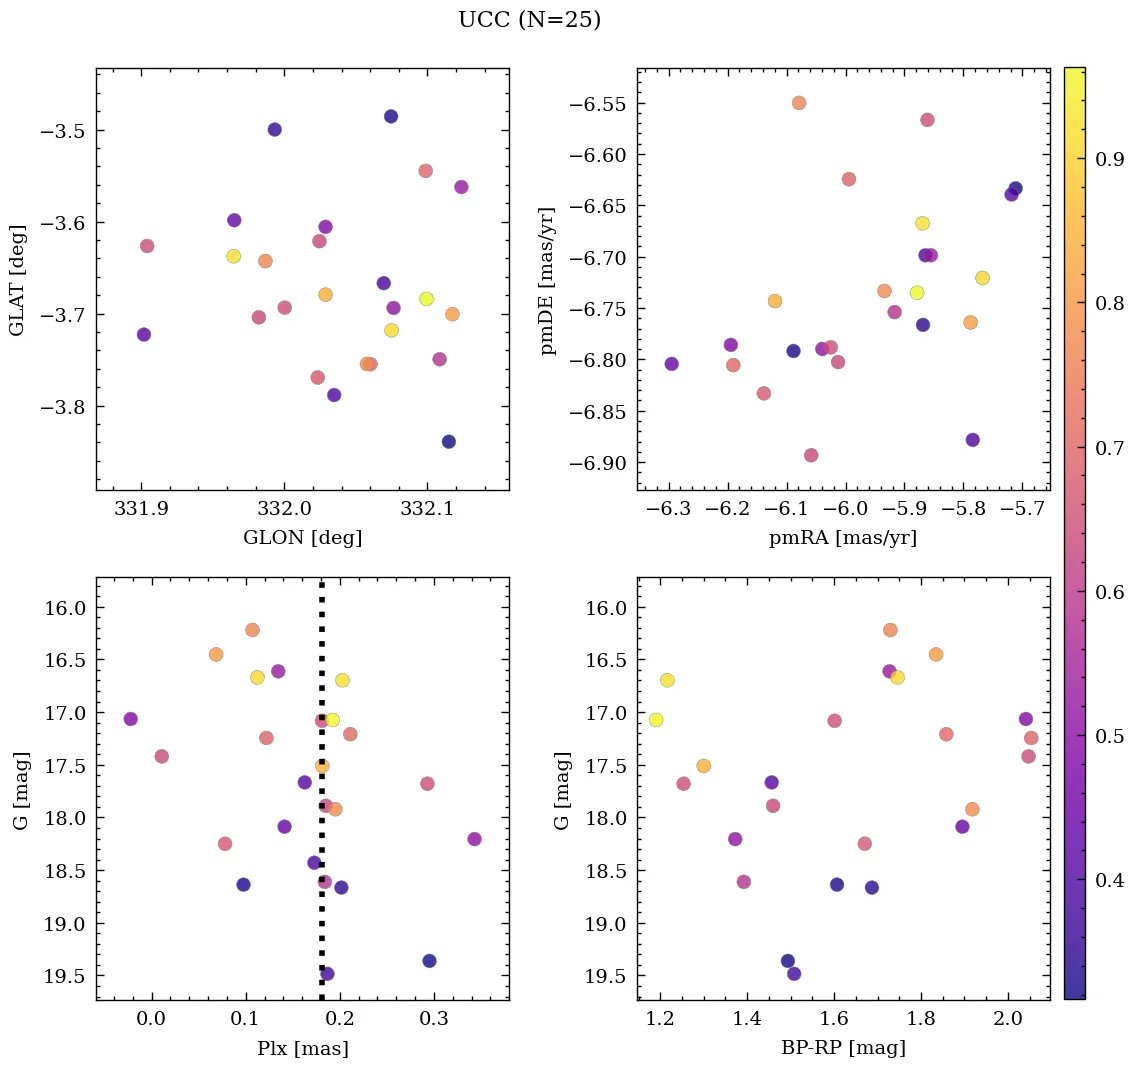 UCC (N=25)
−3.5
−3.6
−3.7
−3.8
GLAT [deg]
331.9 332.0 332.1
GLON [deg]
−6.55
−6.60
−6.65
−6.70
−6.75
−6.80
−6.85
−6.90
pmDE [mas/yr]
−6.3 −6.2 −6.1 −6.0 −5.9 −5.8 −5.7
pmRA [mas/yr]
0.9
0.8
0.7
0.6
0.5
0.4
16.0
16.5
17.0
17.5
18.0
18.5
19.0
19.5
G [mag]
0.0 0.1 0.2 0.3
Plx [mas]
16.0
16.5
17.0
17.5
18.0
18.5
19.0
19.5
G [mag]
1.2 1.4 1.6 1.8 2.0
BP-RP [mag]